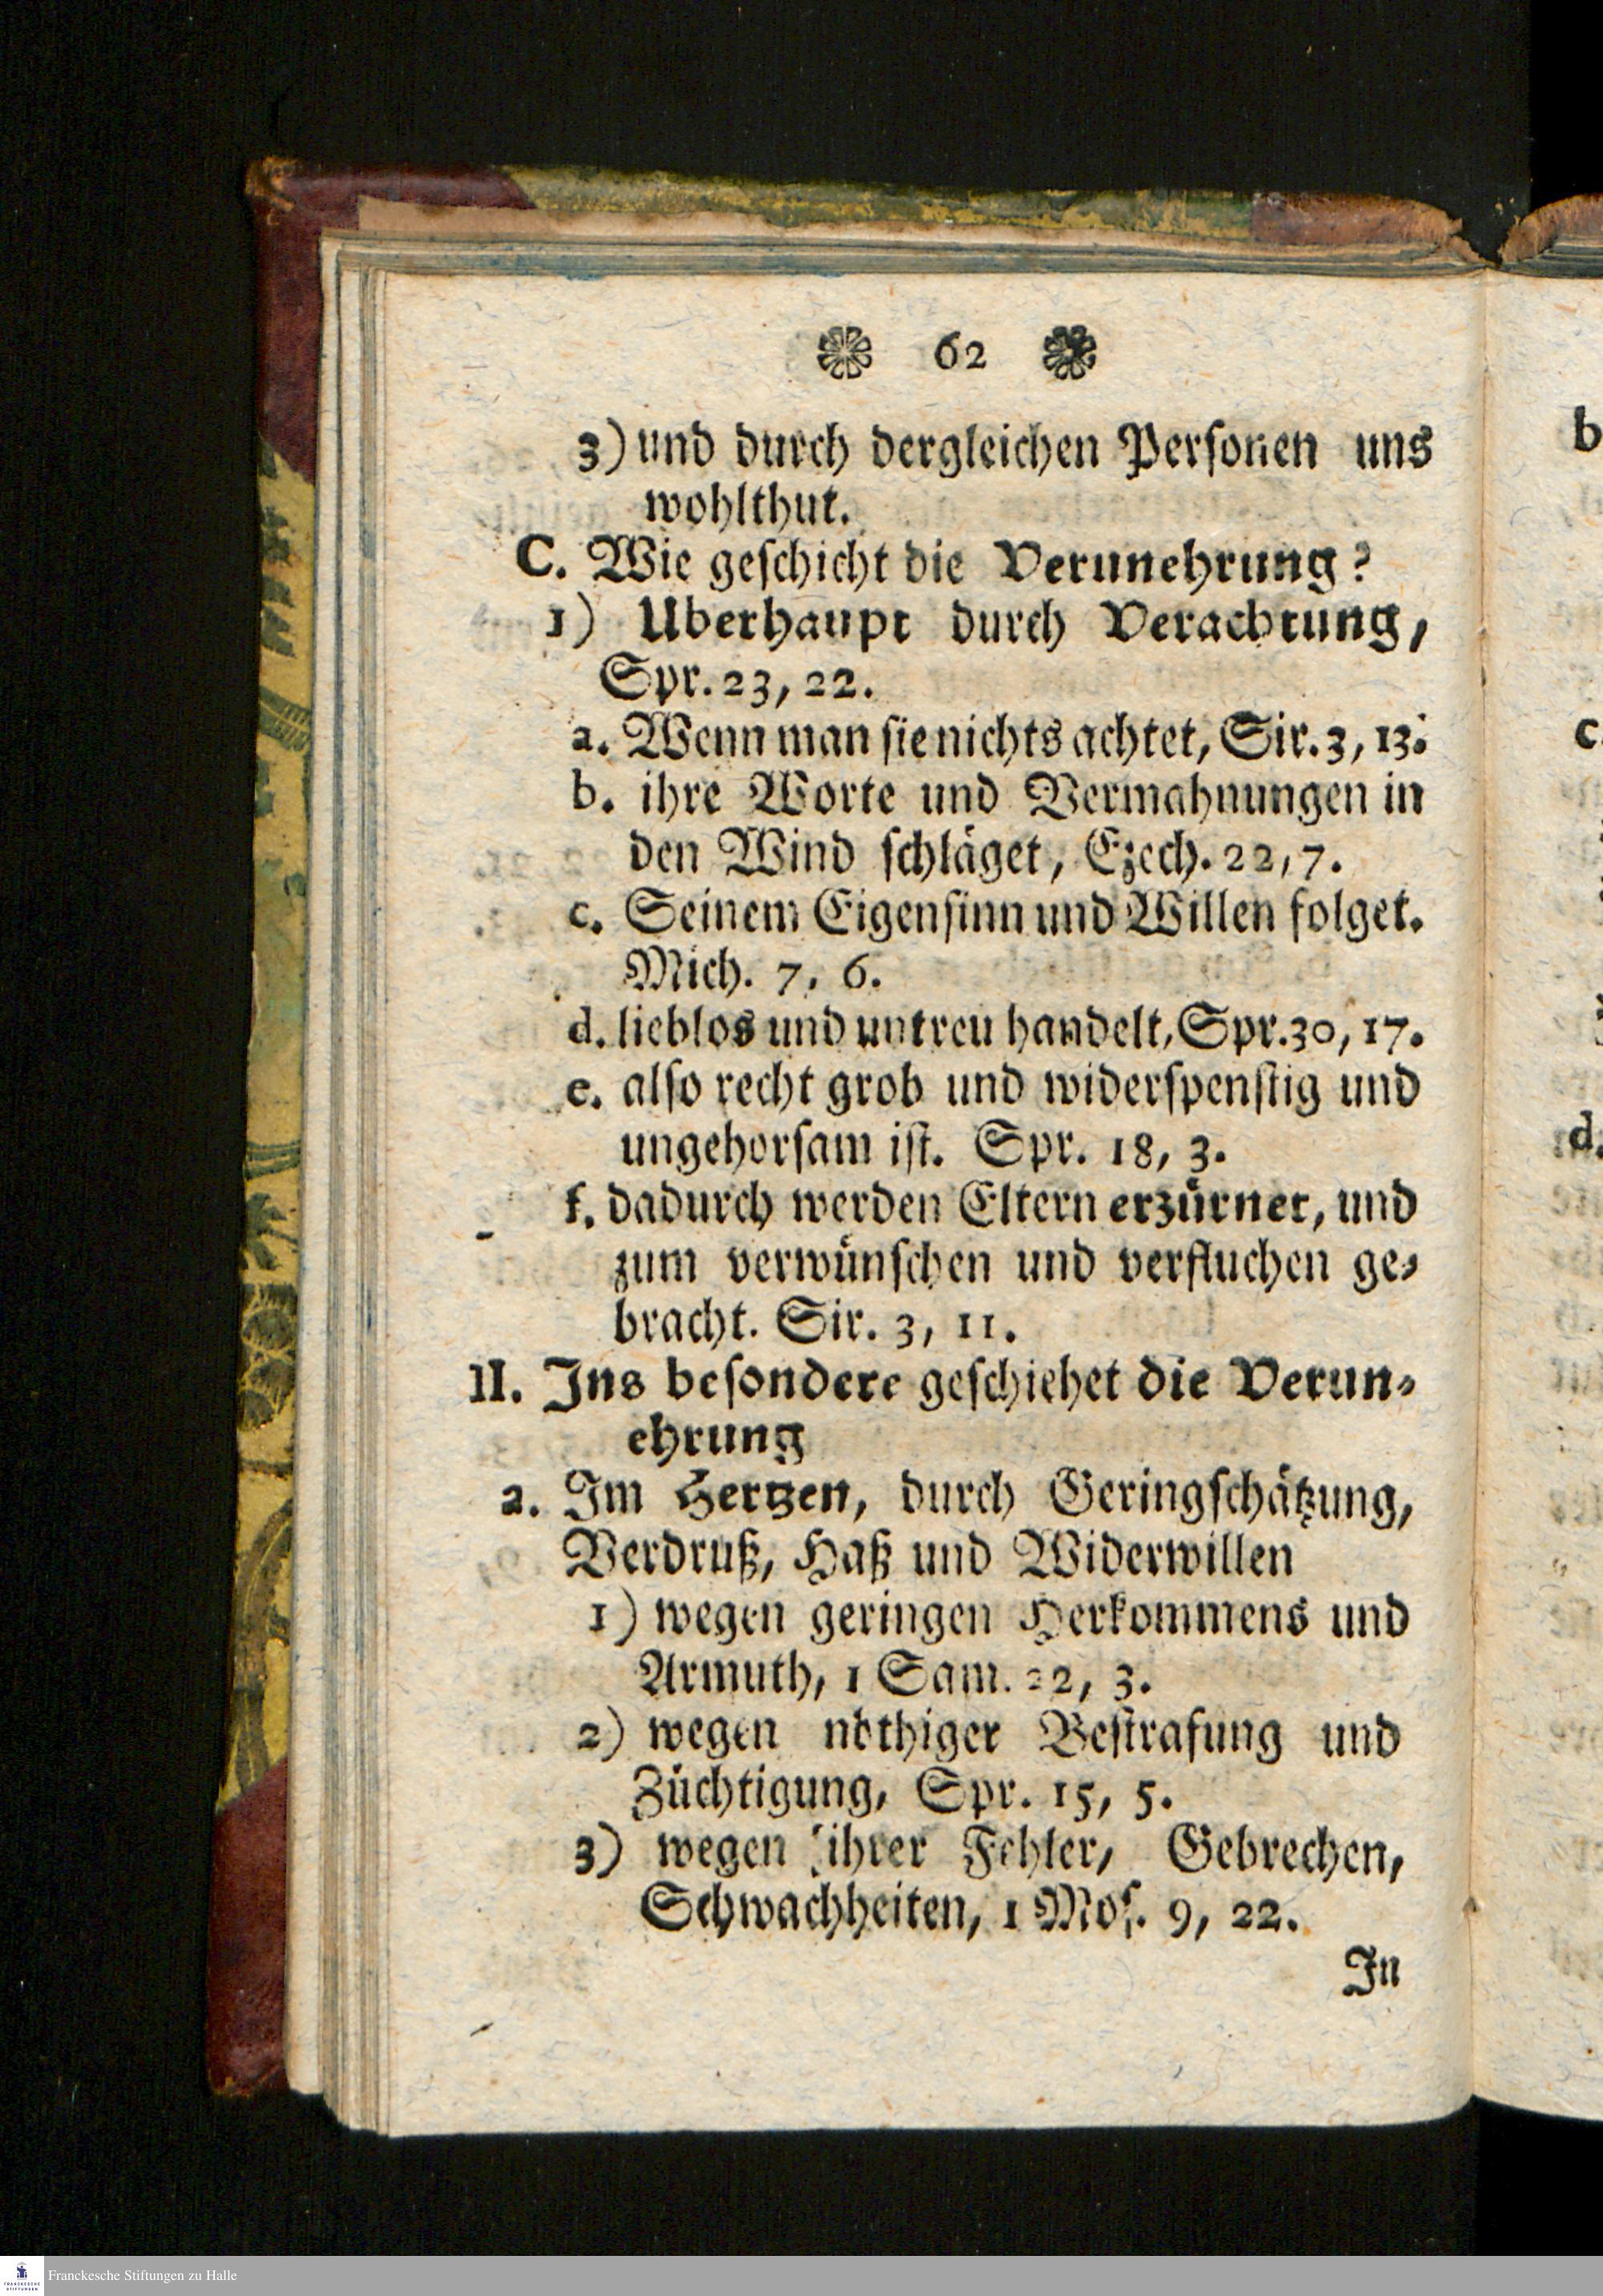 62
3) und durch dergleichen Personen uns
wohlthut.
C. Wie geschicht die Verunehrung?
1) Uberhaupt durch Verachtung,
Spr. 23, 22.
a. Wenn man sie nichts achtet, Sir. 3, 13.
b. ihre Worte und Vermahnungen in
den Wind schläget, Ezech. 22, 7.
c. Seinem Eigensinn und Willen folget.
Mich. 7, 6.
d. lieblos und untreu handelt, Spr. 30, 17.
e. also recht grob und widerspenstig und
ungehorsam ist. Spr. 18, 3.
f. dadurch werden Eltern erzürnet, und
zum verwünschen und verfluchen ge-
bracht. Sir. 3, 11.
II. Ins besondere geschiehet die Verun-
ehrung
a. Im Hertzen, durch Geringschätzung,
Verdruß, Haß und Widerwillen
1) wegen geringen Herkommens und
Armuth, 1 Sam. 22, 3.
2) wegen nöthiger Bestrafung und
Züchtigung, Spr. 15, 5.
3) wegen ihrer Fehler, Gebrechen,
Schwachheiten, 1 Mos. 9, 22.
In
b
c.
d.
FRANCKESCHE STIFTUNGEN
Franckesche Stiftungen zu Halle